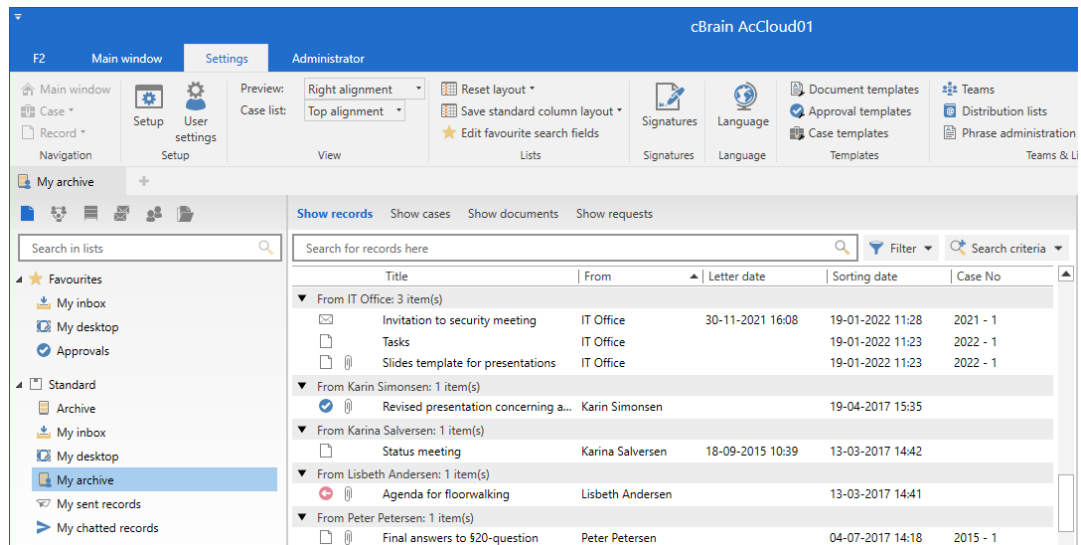 cBrain AcCloud01
F2 Main window Settings Administrator
Main window
Case
Record
Navigation
Setup
User settings
Setup
Preview: Right alignment
Case list: Top alignment
View
Reset layout
Save standard column layout
Edit favourite search fields
Lists
Signatures
Signatures
Language
Language
Document templates
Approval templates
Case templates
Templates
Teams
Distribution lists
Phrase administration
Teams & Li
My archive +
Search in lists
Favourites
My inbox
My desktop
Approvals
Standard
Archive
My inbox
My desktop
My archive
My sent records
My chatted records
Show records Show cases Show documents Show requests
Search for records here Filter Search criteria
Title From Letter date Sorting date Case No
From IT Office: 3 item(s)
Invitation to security meeting IT Office 30-11-2021 16:08 19-01-2022 11:28 2021 - 1
Tasks IT Office 19-01-2022 11:23 2022 - 1
Slides template for presentations IT Office 19-01-2022 11:23 2022 - 1
From Karin Simonsen: 1 item(s)
Revised presentation concerning a... Karin Simonsen 19-04-2017 15:35
From Karina Salversen: 1 item(s)
Status meeting Karina Salversen 18-09-2015 10:39 13-03-2017 14:42
From Lisbeth Andersen: 1 item(s)
Agenda for floorwalking Lisbeth Andersen 13-03-2017 14:41
From Peter Petersen: 1 item(s)
Final answers to §20-question Peter Petersen 04-07-2017 14:18 2015 - 1